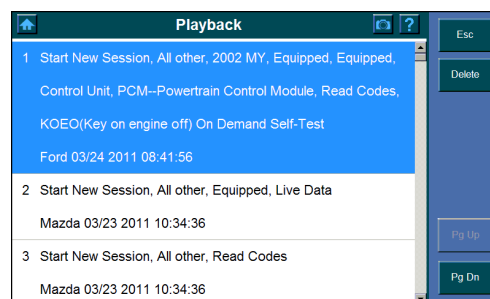 Playback
?
Esc
1 Start New Session, All other, 2002 MY, Equipped, Equipped,
Delete
Control Unit, PCM--Powertrain Control Module, Read Codes,
KOEO(Key on engine off) On Demand Self-Test
Ford 03/24 2011 08:41:56
2 Start New Session, All other, Equipped, Live Data
Mazda 03/23 2011 10:34:36
Pg Up
3 Start New Session, All other, Read Codes
Pg Dn
Mazda 03/23 2011 10:34:36